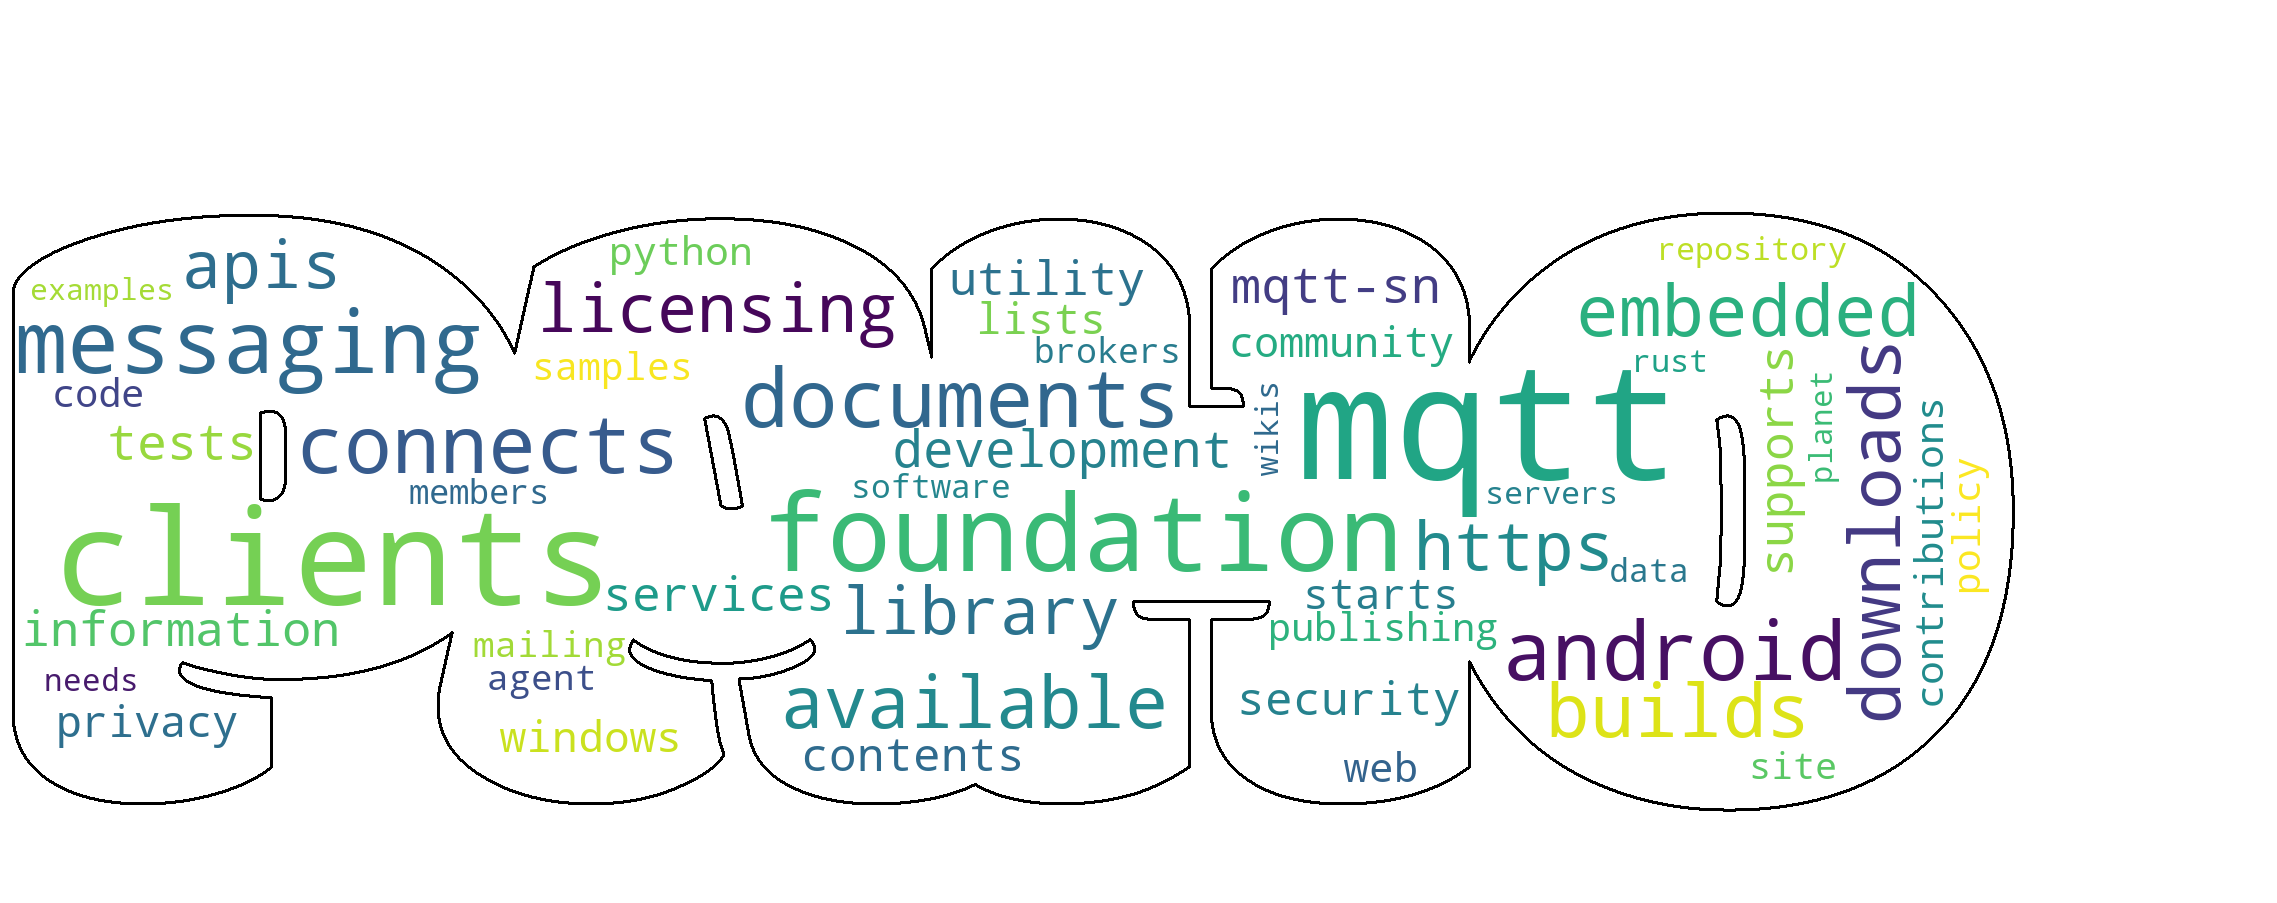 python
repository
apis
utility
examples
mqtt-sn
licensing
embedded
lists
messaging
community
brokers
samples
rust
code
documents
supports
planet
downloads
tests
connects
development
wikis
mqtt
contributions
members
software
servers
policy
clients
foundation
https
data
services
library
starts
information
mailing
publishing
android
needs
agent
available
security
builds
privacy
windows
contents
web
site